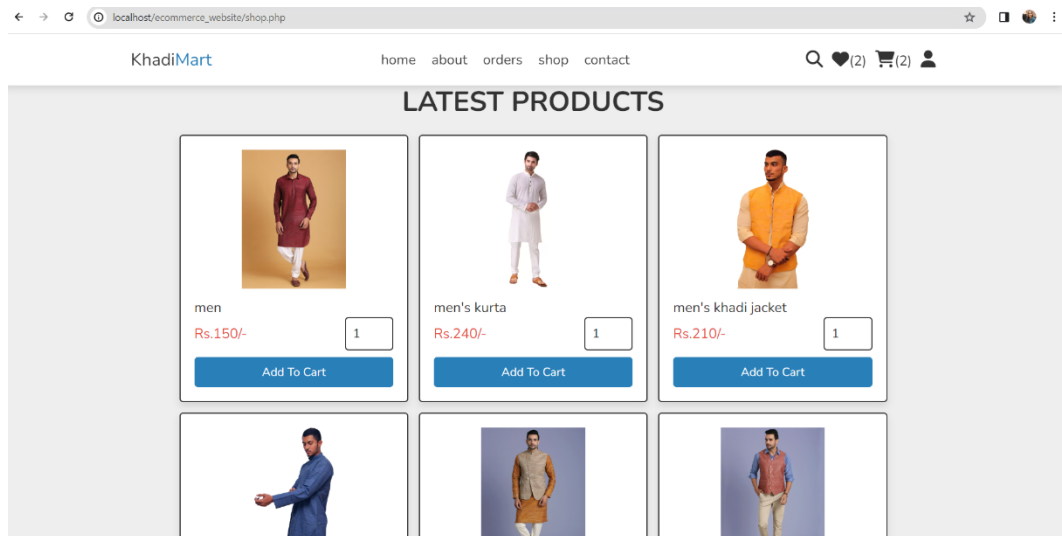 localhost/ecommerce_website/shop.php
KhadiMart home about orders shop contact (2) (2)
LATEST PRODUCTS
men men's kurta men's khadi jacket
Rs.150/- 1 Rs.240/- 1 Rs.210/- 1
Add To Cart Add To Cart Add To Cart